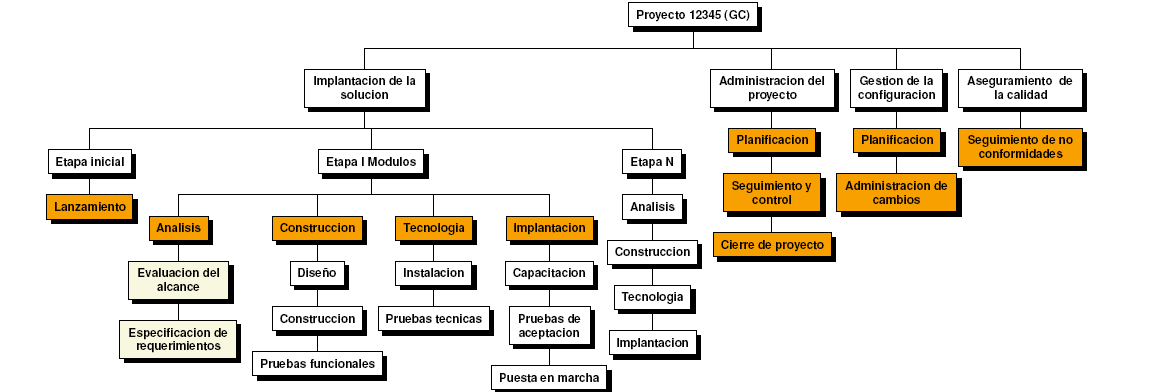 Proyecto 12345 (GC)
Implantacion de la
solucion
Administracion del
proyecto
Gestion de la
configuracion
Aseguramiento de
la calidad
Etapa inicial
Etapa I Modulos
Etapa N
Planificacion
Planificacion
Seguimiento de no
conformidades
Lanzamiento
Analisis
Construccion
Tecnologia
Implantacion
Analisis
Seguimiento y
control
Administracion de
cambios
Evaluacion del
alcance
Diseño
Instalacion
Capacitacion
Construccion
Cierre de proyecto
Especificacion de
requerimientos
Construccion
Pruebas tecnicas
Pruebas de
aceptacion
Tecnologia
Pruebas funcionales
Puesta en marcha
Implantacion